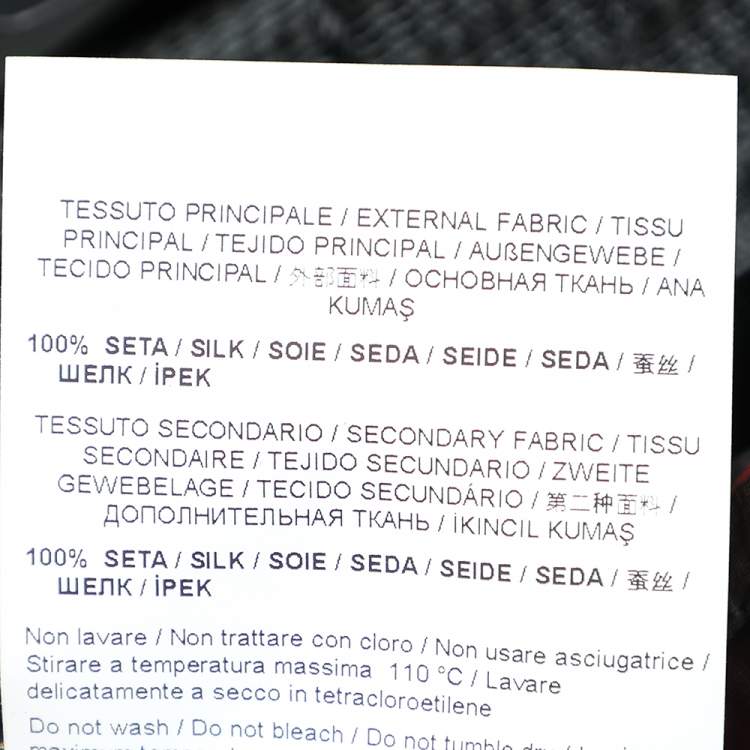 TESSUTO PRINCIPALE / EXTERNAL FABRIC / TISSU
PRINCIPAL / TEJIDO PRINCIPAL / AUßENGEWEBE /
TECIDO PRINCIPAL / 外部面料 / ОСНОВНАЯ ТКАНЬ / ANA
KUMAŞ
100% SETA / SILK / SOIE / SEDA / SEIDE / SEDA / 蚕丝 /
ШЕЛК / İPEK
TESSUTO SECONDARIO / SECONDARY FABRIC / TISSU
SECONDAIRE / TEJIDO SECUNDARIO / ZWEITE
GEWEBELAGE / TECIDO SECUNDÁRIO / 第二种面料 /
ДОПОЛНИТЕЛЬНАЯ ТКАНЬ / İKINCIL KUMAŞ
100% SETA / SILK / SOIE / SEDA / SEIDE / SEDA / 蚕丝 /
ШЕЛК / İPEK
Non lavare / Non trattare con cloro / Non usare asciugatrice /
Stirare a temperatura massima 110 °C / Lavare
delicatamente a secco in tetracloroetilene
Do not wash / Do not bleach / Do not tumble dry /